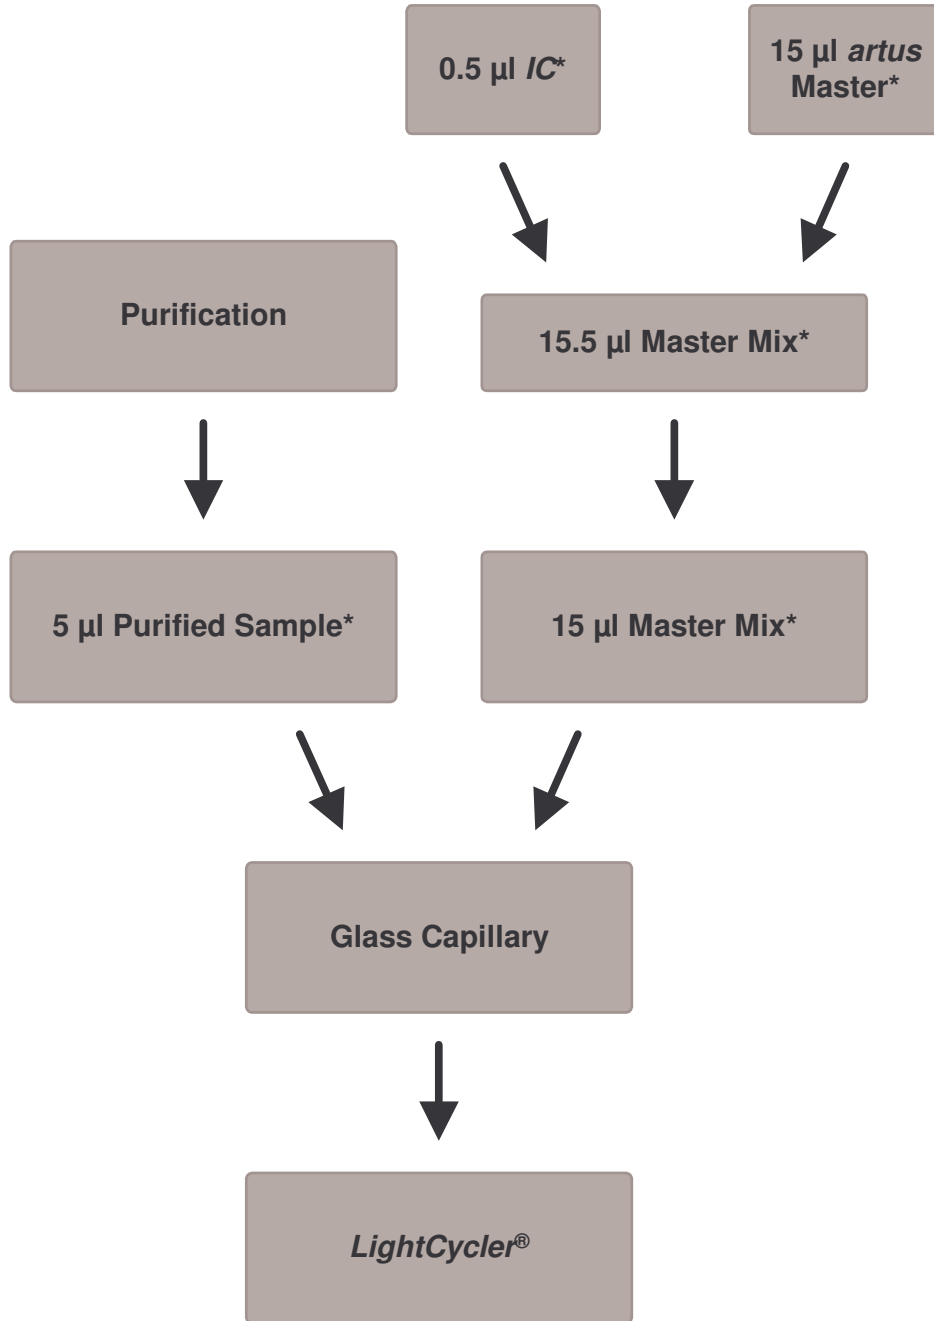 0.5 µl IC*
15 µl artus
Master*
Purification
15.5 µl Master Mix*
5 µl Purified Sample*
15 µl Master Mix*
Glass Capillary
LightCycler®